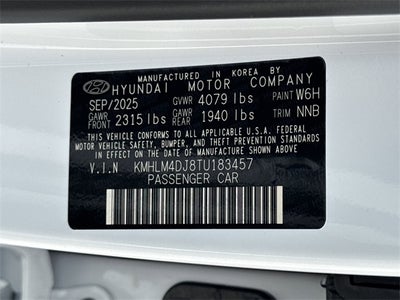 MANUFACTURED IN KOREA BY
HYUNDAI MOTOR COMPANY
SEP/2025 GVWR 4079 lbs PAINT W6H
GAWR FRONT 2315 lbs GAWR REAR 1940 lbs TRIM NNB
THIS VEHICLE CONFORMS TO ALL APPLICABLE U.S.A. FEDERAL
MOTOR VEHICLE SAFETY, BUMPER, AND THEFT PREVENTION
STANDARDS IN EFFECT ON THE DATE OF MANUFACTURE SHOWN ABOVE.
V.I.N KMHLM4DJ8TU183457
PASSENGER CAR